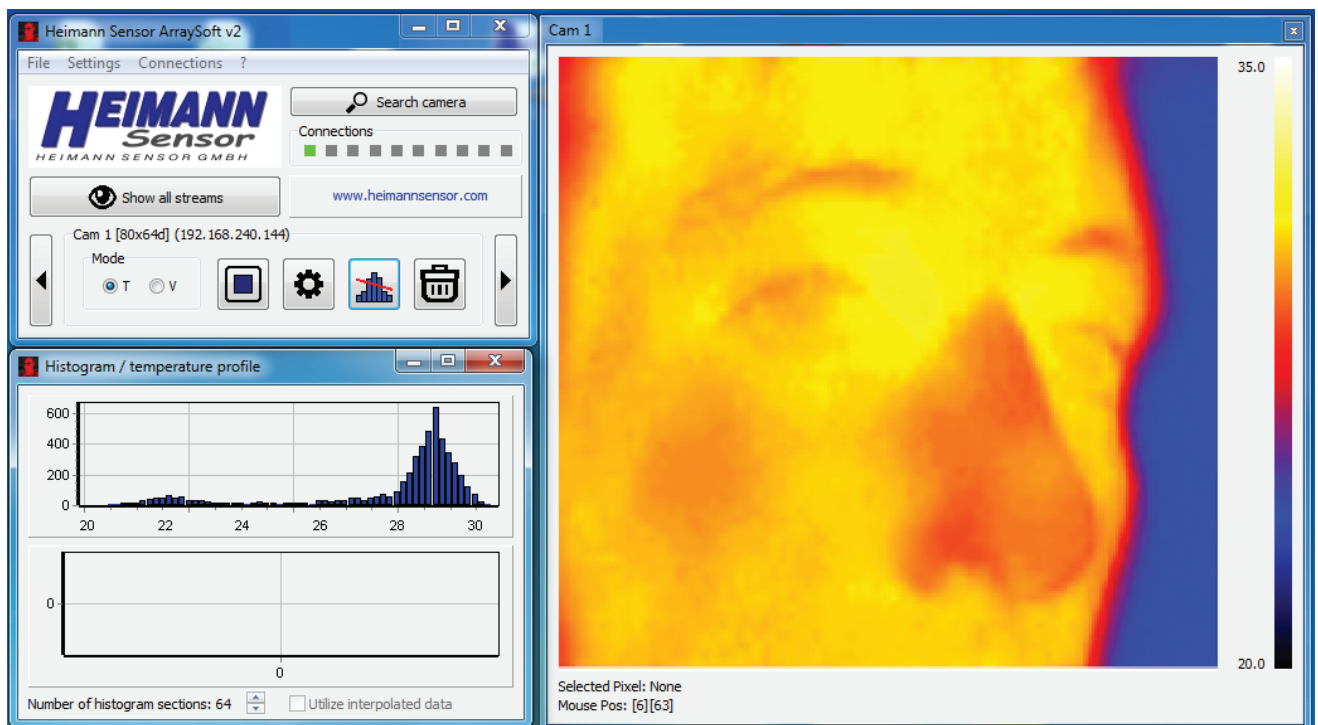 Heimann Sensor ArraySoft v2
File Settings Connections ?
HEIMANN
Sensor
HEIMANN SENSOR GMBH
Search camera
Connections
Show all streams
www.heimannsensor.com
Cam 1 [80x64d] (192.168.240.144)
Mode
T V
Histogram / temperature profile
600
400
200
0
20 22 24 26 28 30
0
0
Number of histogram sections: 64
Utilize interpolated data
Cam 1
35.0
20.0
Selected Pixel: None
Mouse Pos: [6][63]